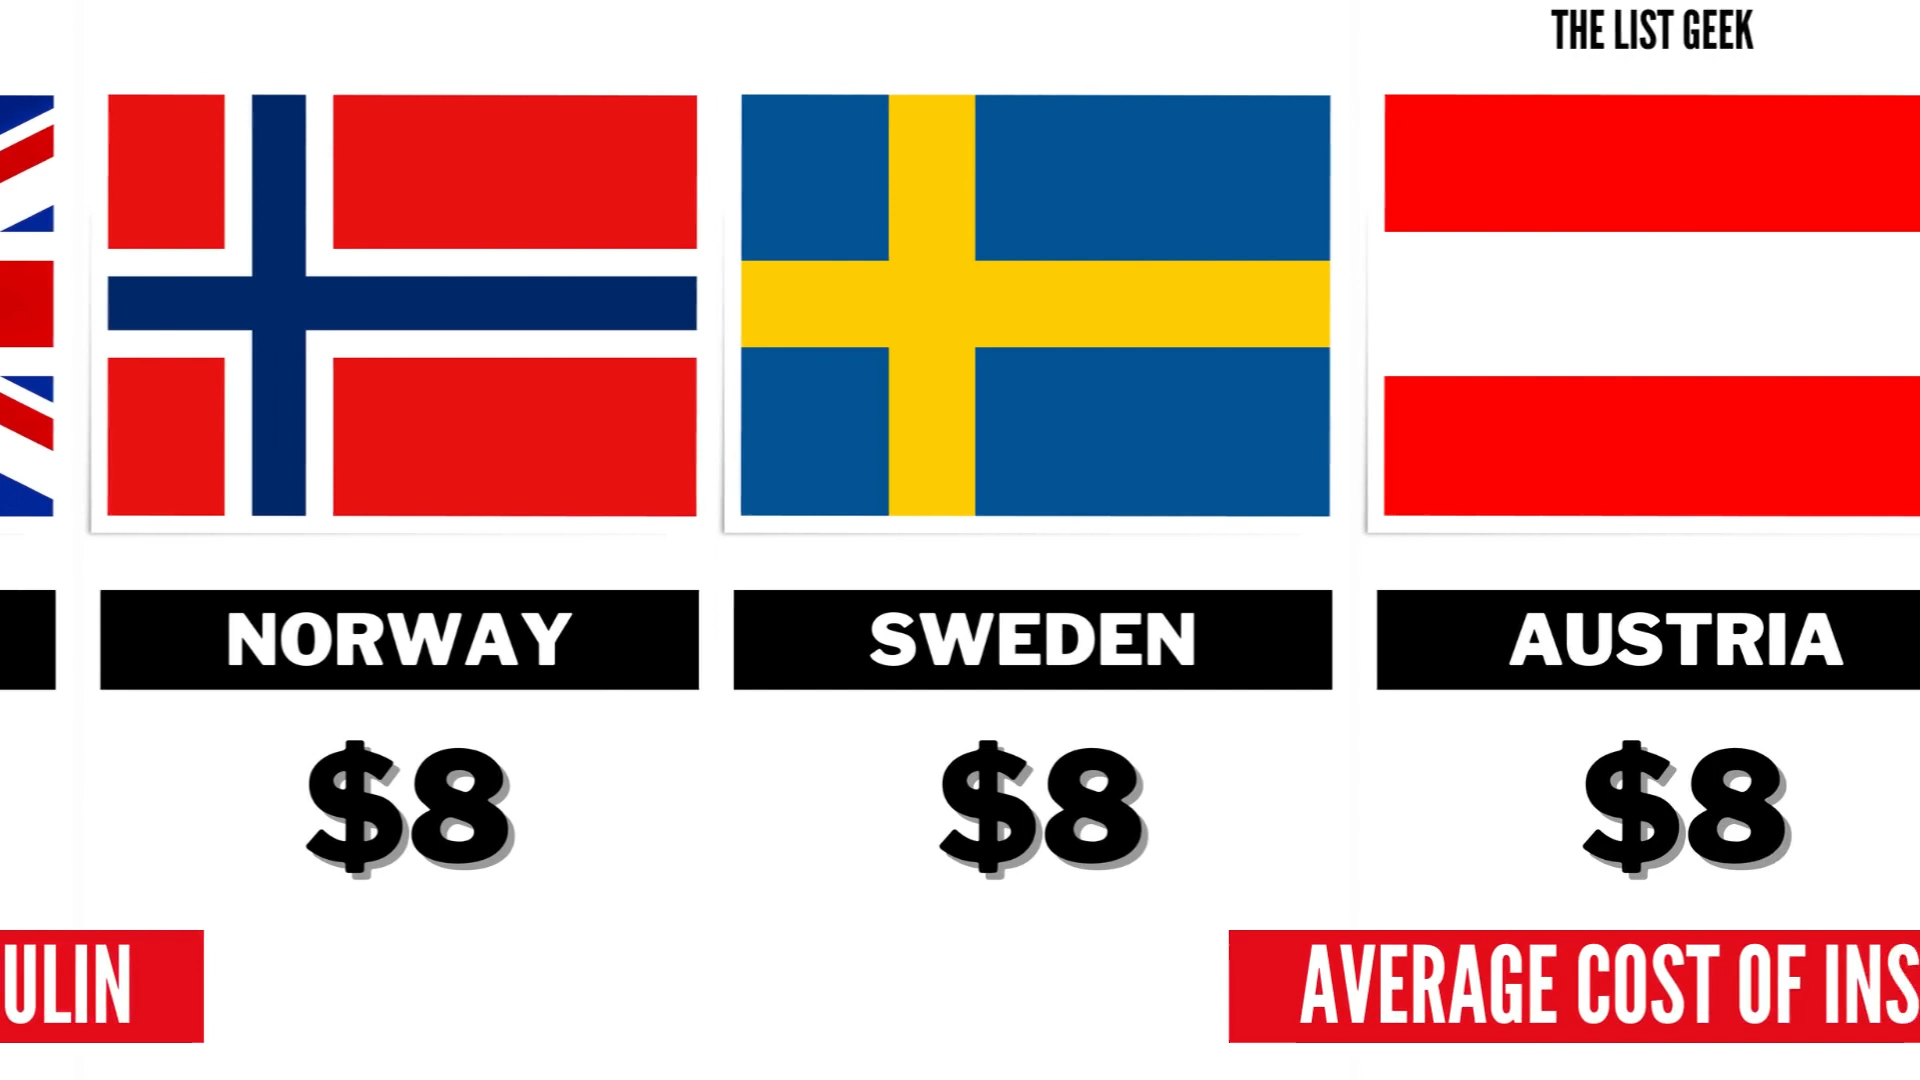 THE LIST GEEK
NORWAY
SWEDEN
AUSTRIA
$8
$8
$8
ULIN
AVERAGE COST OF INS